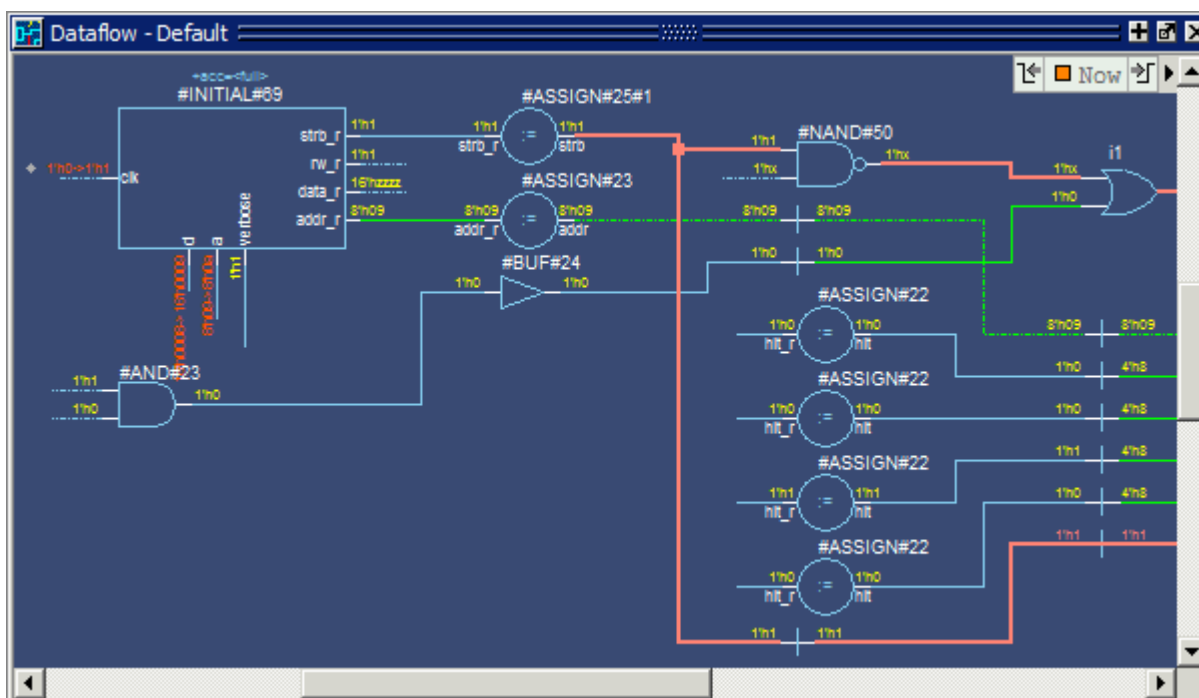 Dataflow - Default
Now
+acc=<full>
#INITIAL#69
#ASSIGN#25#1
strb_r 1'h1
1'h1 := 1'h1
strb_r strb
1'h1 #NAND#50
1'hx
1'hx
1'hx i1
1'h0->1'h1 clk
rw_r 1'h1
data_r 16'hzzzz
#ASSIGN#23
addr_r 8'h09
8'h09 := 8'h09
addr_r addr
8'h09 8'h09
1'h0
d a verbose
8'h09->8'h0a
1'h1
#BUF#24
1'h0 1'h0
1'h0 1'h0
#ASSIGN#22
1'h0 := 1'h0
hit_r hit
8'h09 8'h09
#AND#23
1'h1
1'h0
1'h0
1'h0 4'h8
#ASSIGN#22
1'h0 := 1'h0
hit_r hit
1'h0 4'h8
#ASSIGN#22
1'h1 := 1'h1
hit_r hit
1'h1 4'h8
1'h0 4'h8
#ASSIGN#22
1'h0 := 1'h0
hit_r hit
1'h1 1'h1
1'h1 1'h1